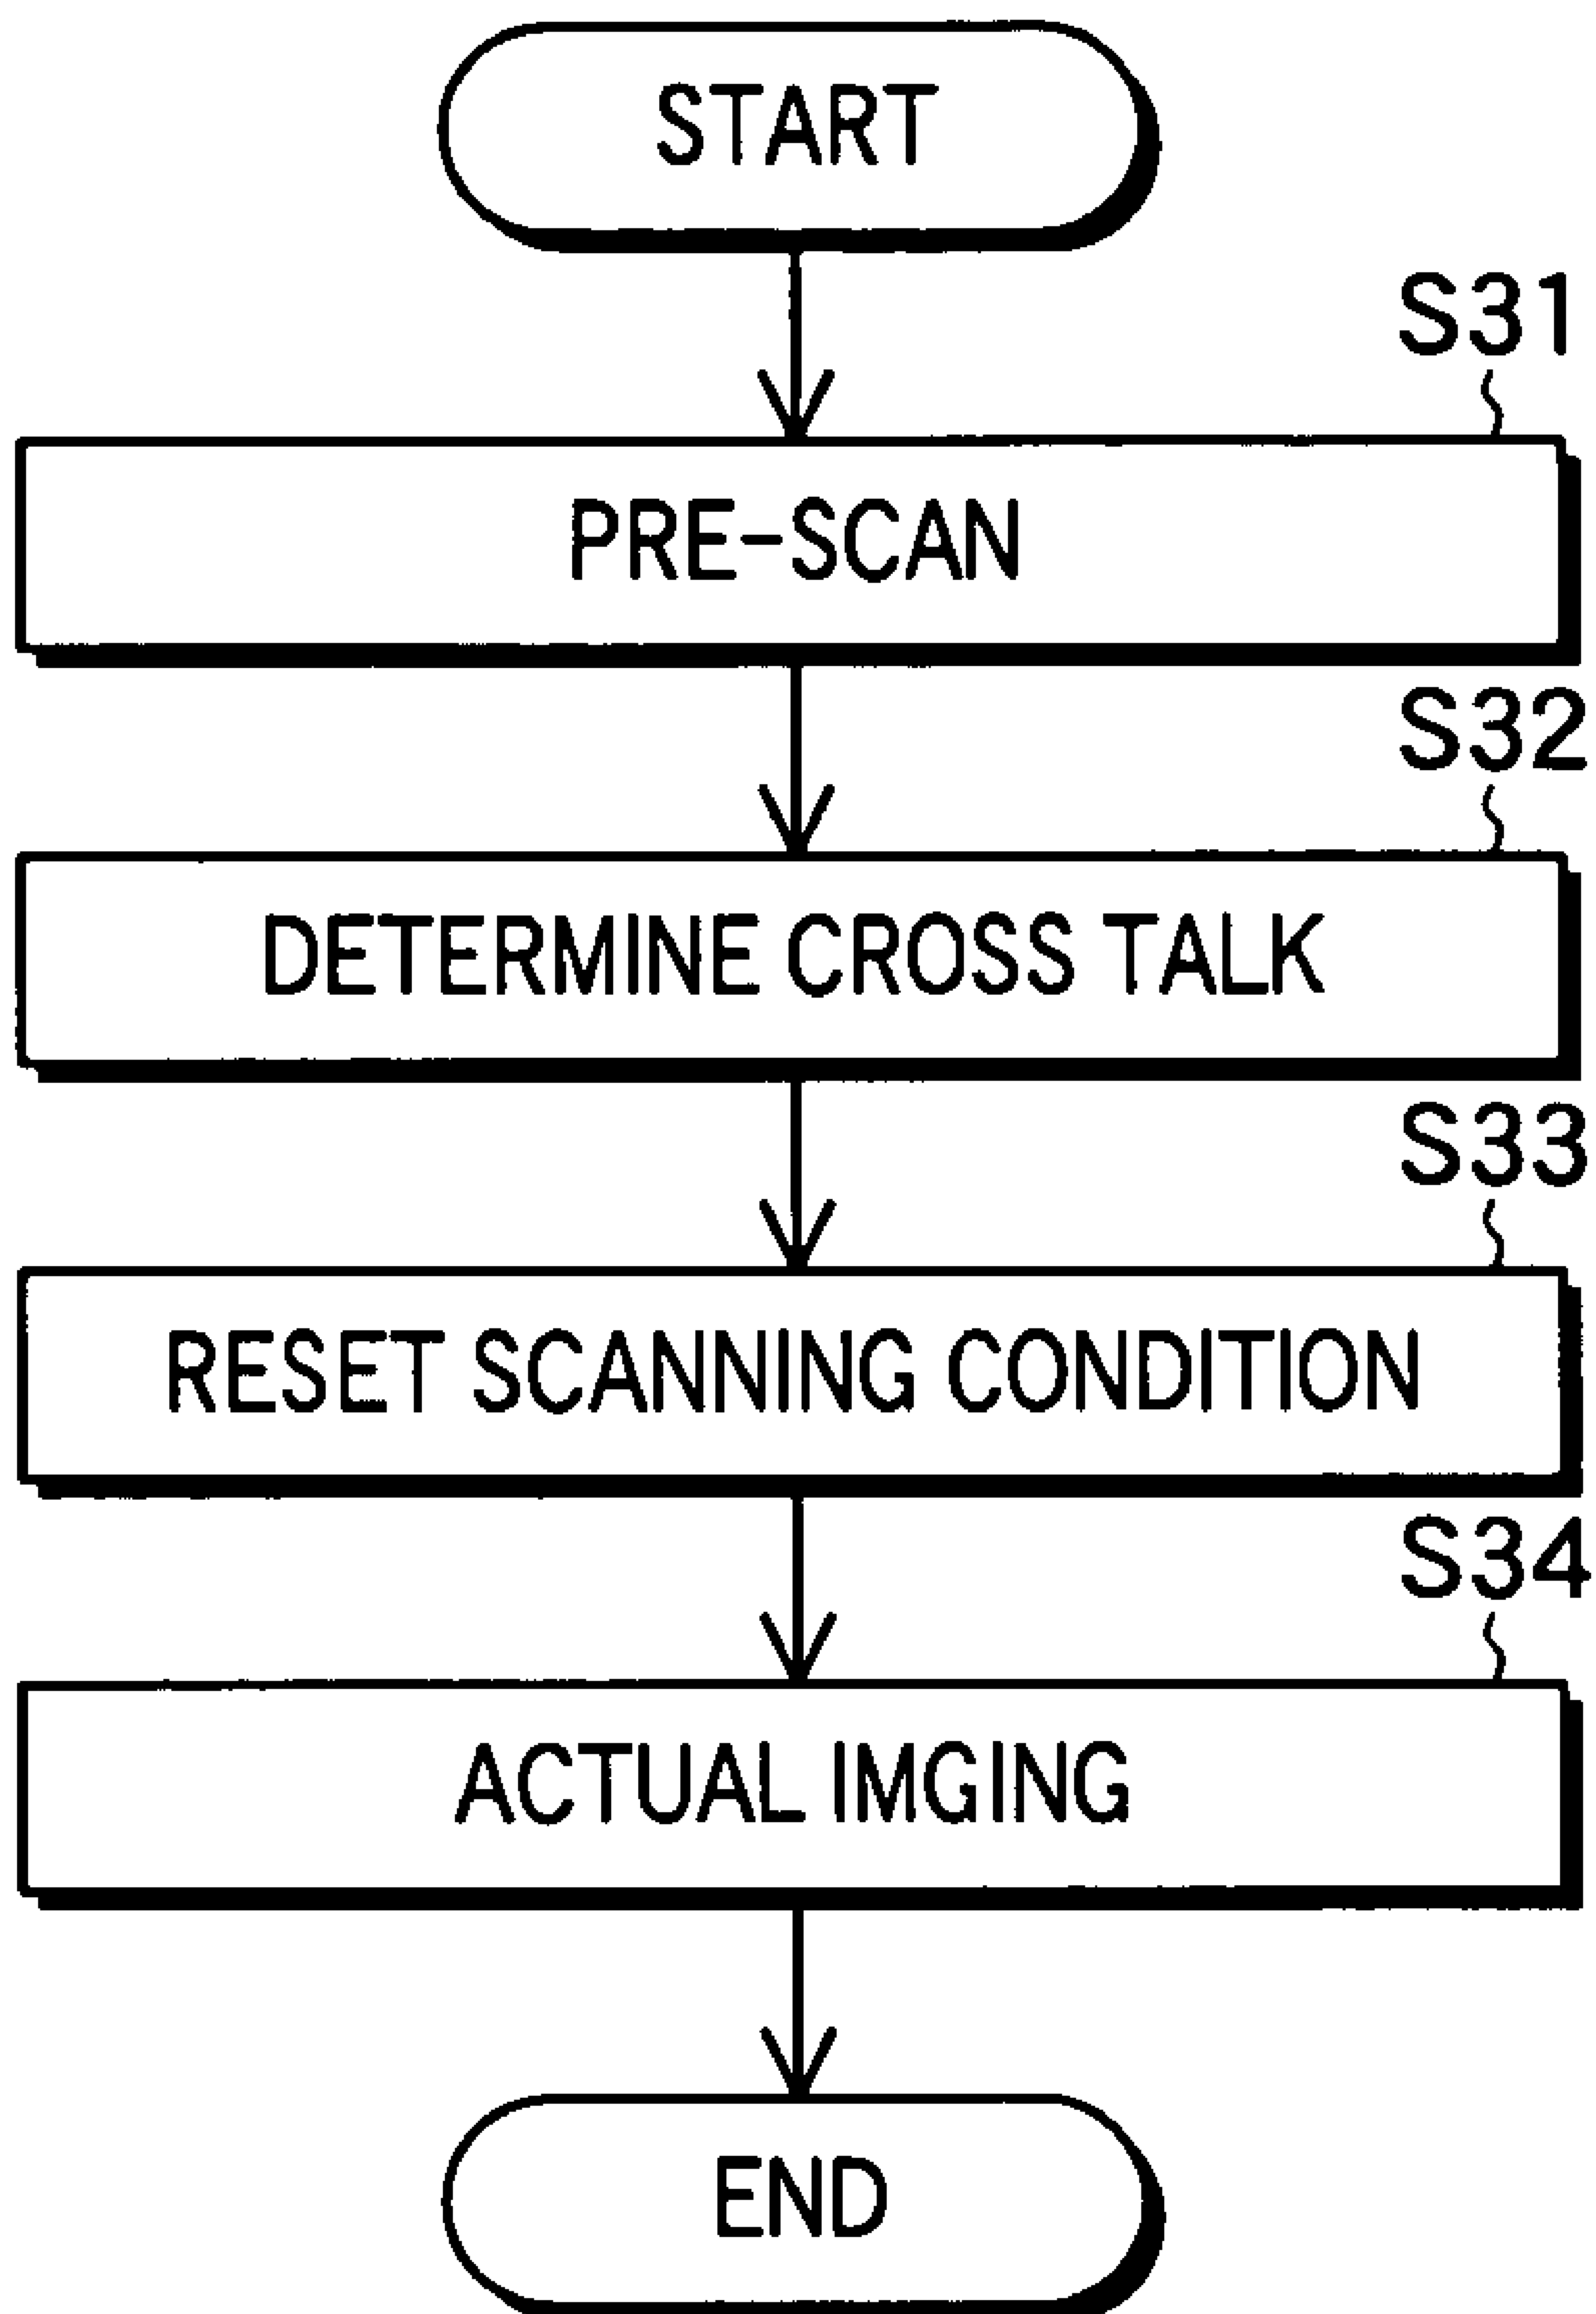 START
S31
PRE-SCAN
S32
DETERMINE CROSS TALK
S33
RESET SCANNING CONDITION
S34
ACTUAL IMGING
END